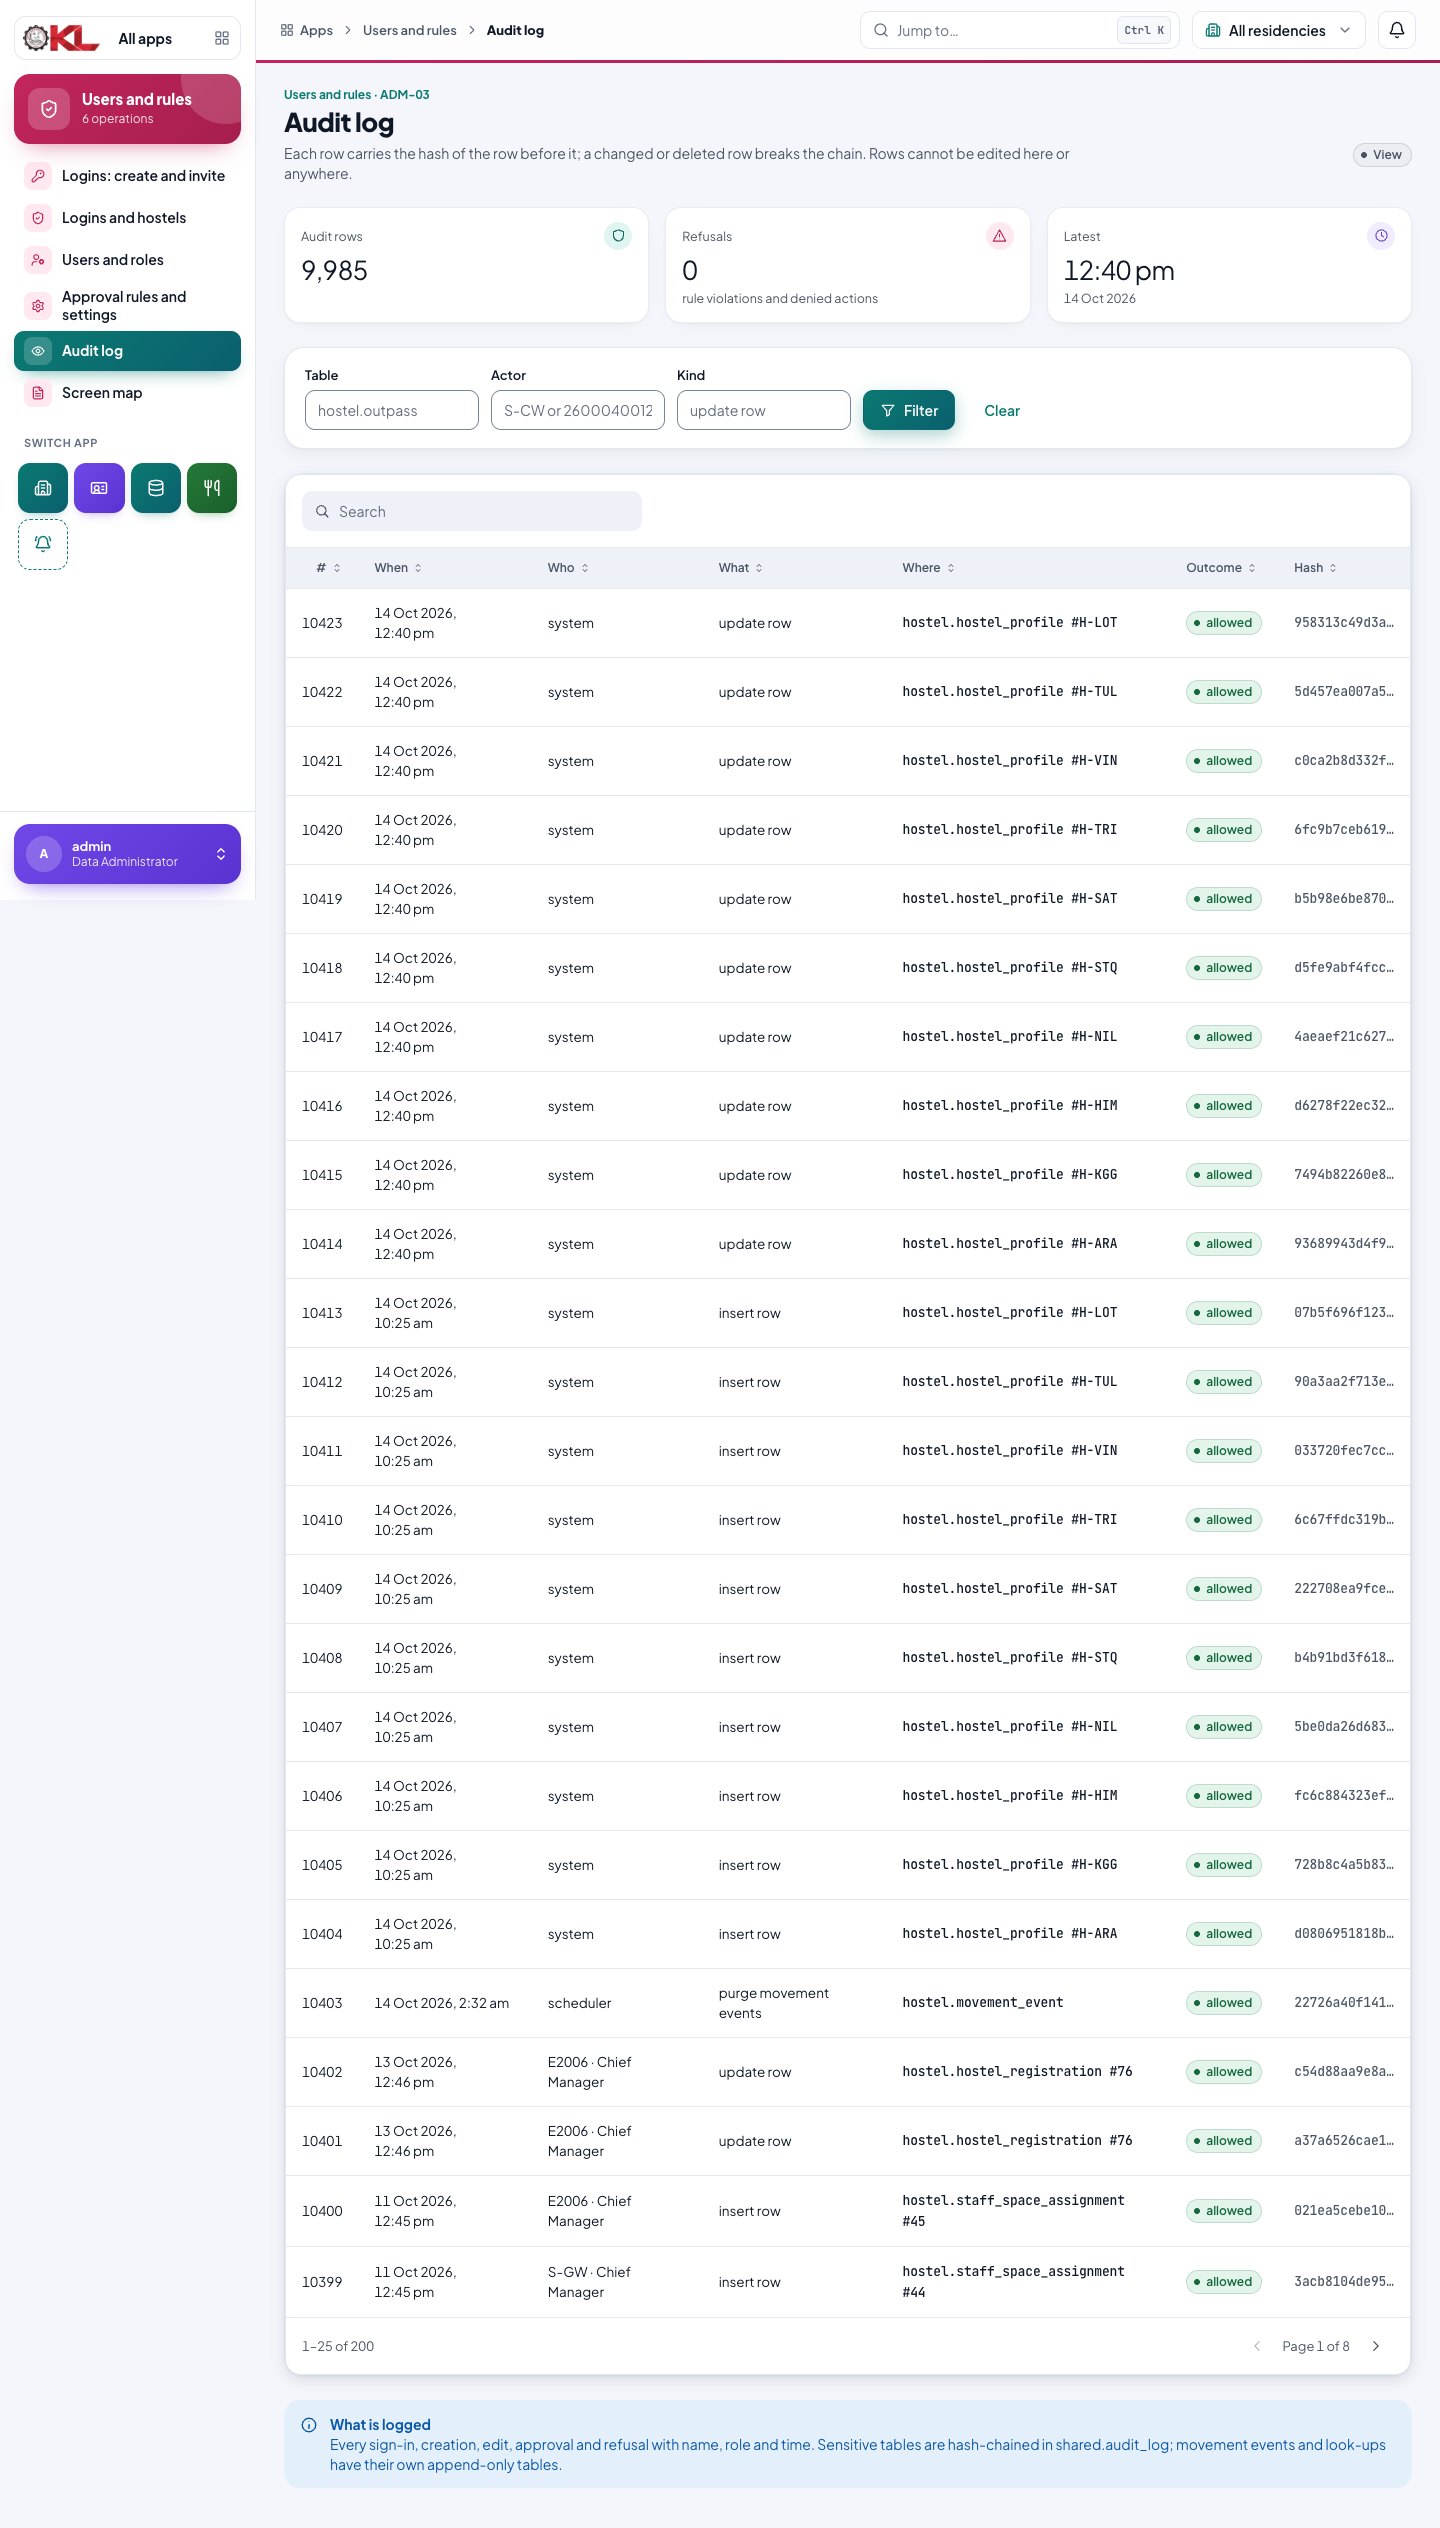 KL
All apps
Users and rules
6 operations
Logins: create and invite
Logins and hostels
Users and roles
Approval rules and
settings
Audit log
Screen map
SWITCH APP
A
admin
Data Administrator
Apps
Users and rules
Audit log
Jump to…
Ctrl K
All residencies
Users and rules · ADM-03
Audit log
Each row carries the hash of the row before it; a changed or deleted row breaks the chain. Rows cannot be edited here or
anywhere.
View
Audit rows
9,985
Refusals
0
rule violations and denied actions
Latest
12:40 pm
14 Oct 2026
Table
hostel.outpass
Actor
S-CW or 2600040012
Kind
update row
Filter
Clear
Search
# When Who What Where Outcome Hash
10423 14 Oct 2026, 12:40 pm system update row hostel.hostel_profile #H-LOT allowed 958313c49d3a…
10422 14 Oct 2026, 12:40 pm system update row hostel.hostel_profile #H-TUL allowed 5d457ea007a5…
10421 14 Oct 2026, 12:40 pm system update row hostel.hostel_profile #H-VIN allowed c0ca2b8d332f…
10420 14 Oct 2026, 12:40 pm system update row hostel.hostel_profile #H-TRI allowed 6fc9b7ceb619…
10419 14 Oct 2026, 12:40 pm system update row hostel.hostel_profile #H-SAT allowed b5b98e6be870…
10418 14 Oct 2026, 12:40 pm system update row hostel.hostel_profile #H-STQ allowed d5fe9abf4fcc…
10417 14 Oct 2026, 12:40 pm system update row hostel.hostel_profile #H-NIL allowed 4aeaef21c627…
10416 14 Oct 2026, 12:40 pm system update row hostel.hostel_profile #H-HIM allowed d6278f22ec32…
10415 14 Oct 2026, 12:40 pm system update row hostel.hostel_profile #H-KGG allowed 7494b82260e8…
10414 14 Oct 2026, 12:40 pm system update row hostel.hostel_profile #H-ARA allowed 93689943d4f9…
10413 14 Oct 2026, 10:25 am system insert row hostel.hostel_profile #H-LOT allowed 07b5f696f123…
10412 14 Oct 2026, 10:25 am system insert row hostel.hostel_profile #H-TUL allowed 90a3aa2f713e…
10411 14 Oct 2026, 10:25 am system insert row hostel.hostel_profile #H-VIN allowed 033720fec7cc…
10410 14 Oct 2026, 10:25 am system insert row hostel.hostel_profile #H-TRI allowed 6c67ffdc319b…
10409 14 Oct 2026, 10:25 am system insert row hostel.hostel_profile #H-SAT allowed 222708ea9fce…
10408 14 Oct 2026, 10:25 am system insert row hostel.hostel_profile #H-STQ allowed b4b91bd3f618…
10407 14 Oct 2026, 10:25 am system insert row hostel.hostel_profile #H-NIL allowed 5be0da26d683…
10406 14 Oct 2026, 10:25 am system insert row hostel.hostel_profile #H-HIM allowed fc6c884323ef…
10405 14 Oct 2026, 10:25 am system insert row hostel.hostel_profile #H-KGG allowed 728b8c4a5b83…
10404 14 Oct 2026, 10:25 am system insert row hostel.hostel_profile #H-ARA allowed d0806951818b…
10403 14 Oct 2026, 2:32 am scheduler purge movement events hostel.movement_event allowed 22726a40f141…
10402 13 Oct 2026, 12:46 pm E2006 · Chief Manager update row hostel.hostel_registration #76 allowed c54d88aa9e8a…
10401 13 Oct 2026, 12:46 pm E2006 · Chief Manager update row hostel.hostel_registration #76 allowed a37a6526cae1…
10400 11 Oct 2026, 12:45 pm E2006 · Chief Manager insert row hostel.staff_space_assignment #45 allowed 021ea5cebe10…
10399 11 Oct 2026, 12:45 pm S-GW · Chief Manager insert row hostel.staff_space_assignment #44 allowed 3acb8104de95…
1–25 of 200
Page 1 of 8
What is logged
Every sign-in, creation, edit, approval and refusal with name, role and time. Sensitive tables are hash-chained in shared.audit_log; movement events and look-ups
have their own append-only tables.